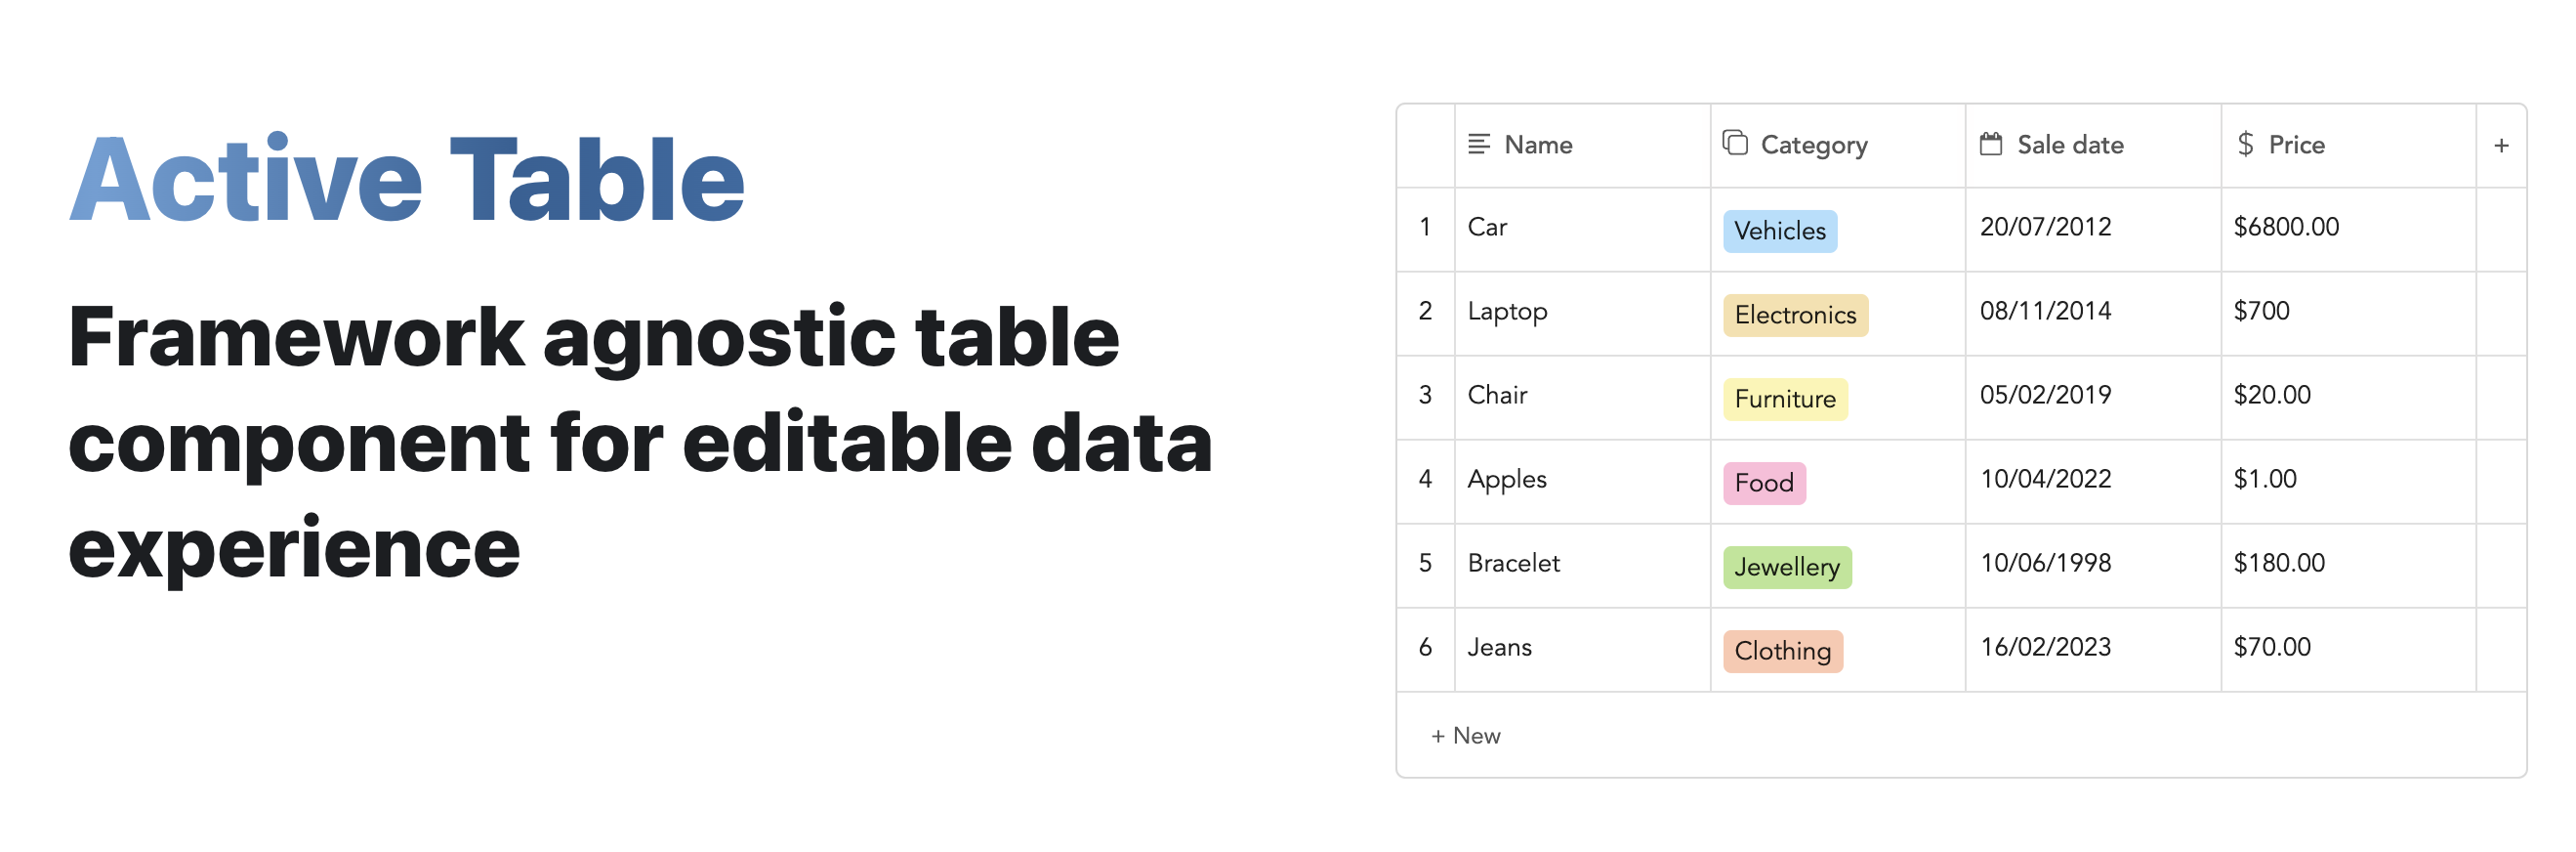 Active Table
Framework agnostic table
component for editable data
experience
Name Category Sale date $ Price +
1 Car Vehicles 20/07/2012 $6800.00
2 Laptop Electronics 08/11/2014 $700
3 Chair Furniture 05/02/2019 $20.00
4 Apples Food 10/04/2022 $1.00
5 Bracelet Jewellery 10/06/1998 $180.00
6 Jeans Clothing 16/02/2023 $70.00
+ New